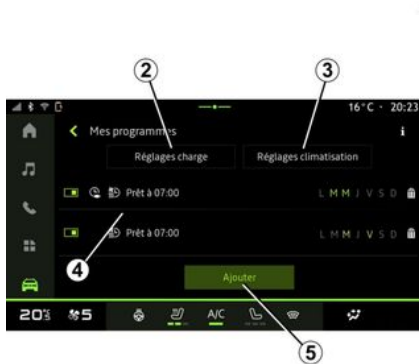 2
3
16°C · 20:23
Mes programmes
i
Réglages charge
Réglages climatisation
Prêt à 07:00
L M M J V S D
Prêt à 07:00
L M M J V S D
4
Ajouter
20°
5
A/C
5